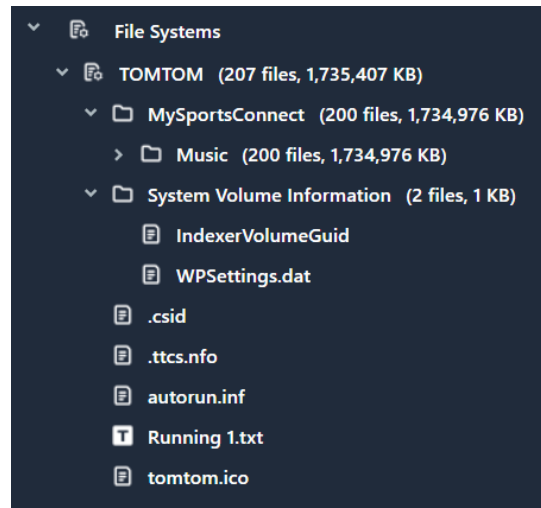 File Systems
TOMTOM (207 files, 1,735,407 KB)
MySportsConnect (200 files, 1,734,976 KB)
Music (200 files, 1,734,976 KB)
System Volume Information (2 files, 1 KB)
IndexerVolumeGuid
WPSettings.dat
.csid
.ttcs.nfo
autorun.inf
T Running 1.txt
tomtom.ico